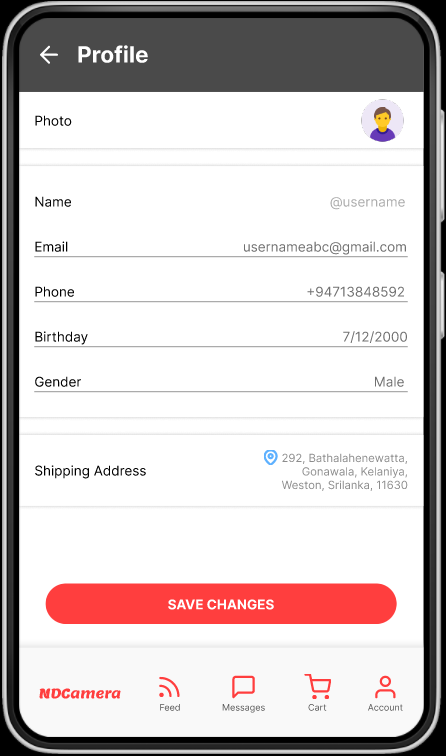 Profile
Photo
Name @username
Email usernameabc@gmail.com
Phone +94713848592
Birthday 7/12/2000
Gender Male
Shipping Address
292, Bathalahenewatta,
Gonawala, Kelaniya,
Weston, Srilanka, 11630
SAVE CHANGES
NDCamera
Feed Messages Cart Account